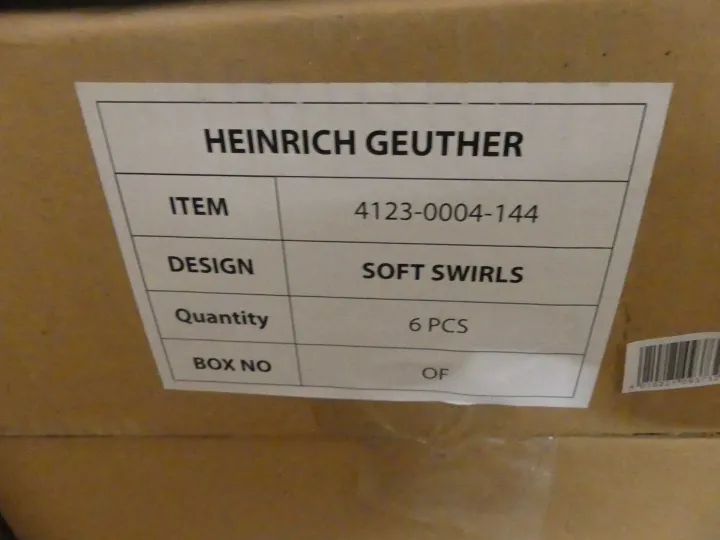 HEINRICH GEUTHER
ITEM 4123-0004-144
DESIGN SOFT SWIRLS
Quantity 6 PCS
BOX NO OF